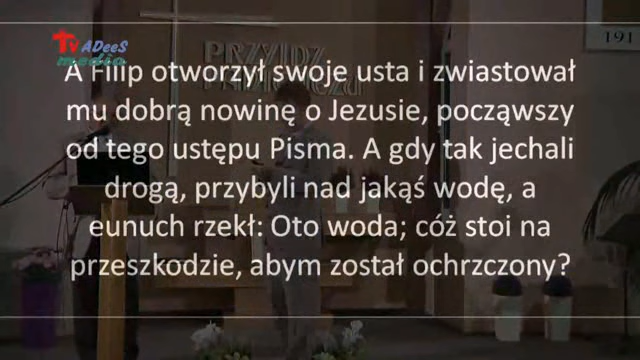 TV ADeeS
media
PRZYJDŹ
191
A Filip otworzył swoje usta i zwiastował
mu dobrą nowinę o Jezusie, począwszy
od tego ustępu Pisma. A gdy tak jechali
drogą, przybyli nad jakąś wodę, a
eunuch rzekł: Oto woda; cóż stoi na
przeszkodzie, abym został ochrzczony?